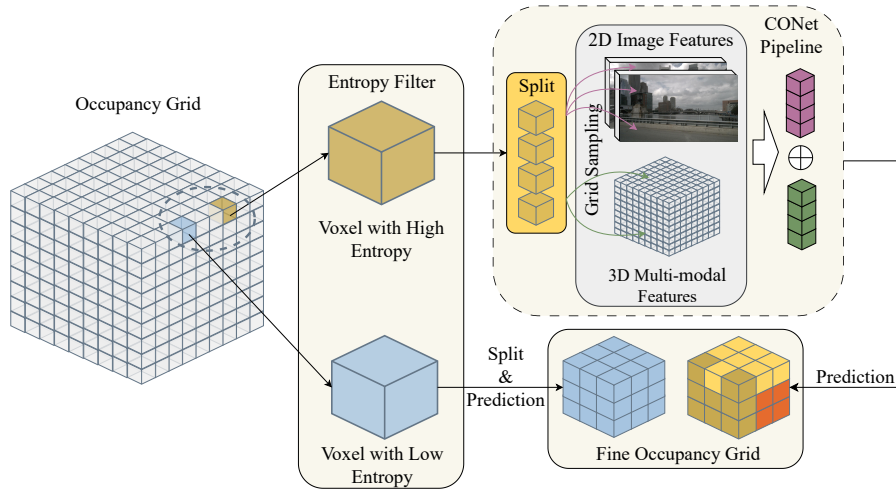 Occupancy Grid
Entropy Filter
Voxel with High
Entropy
Voxel with Low
Entropy
Split
2D Image Features
Grid Sampling
3D Multi-modal
Features
CONet
Pipeline
Split
&
Prediction
Prediction
Fine Occupancy Grid